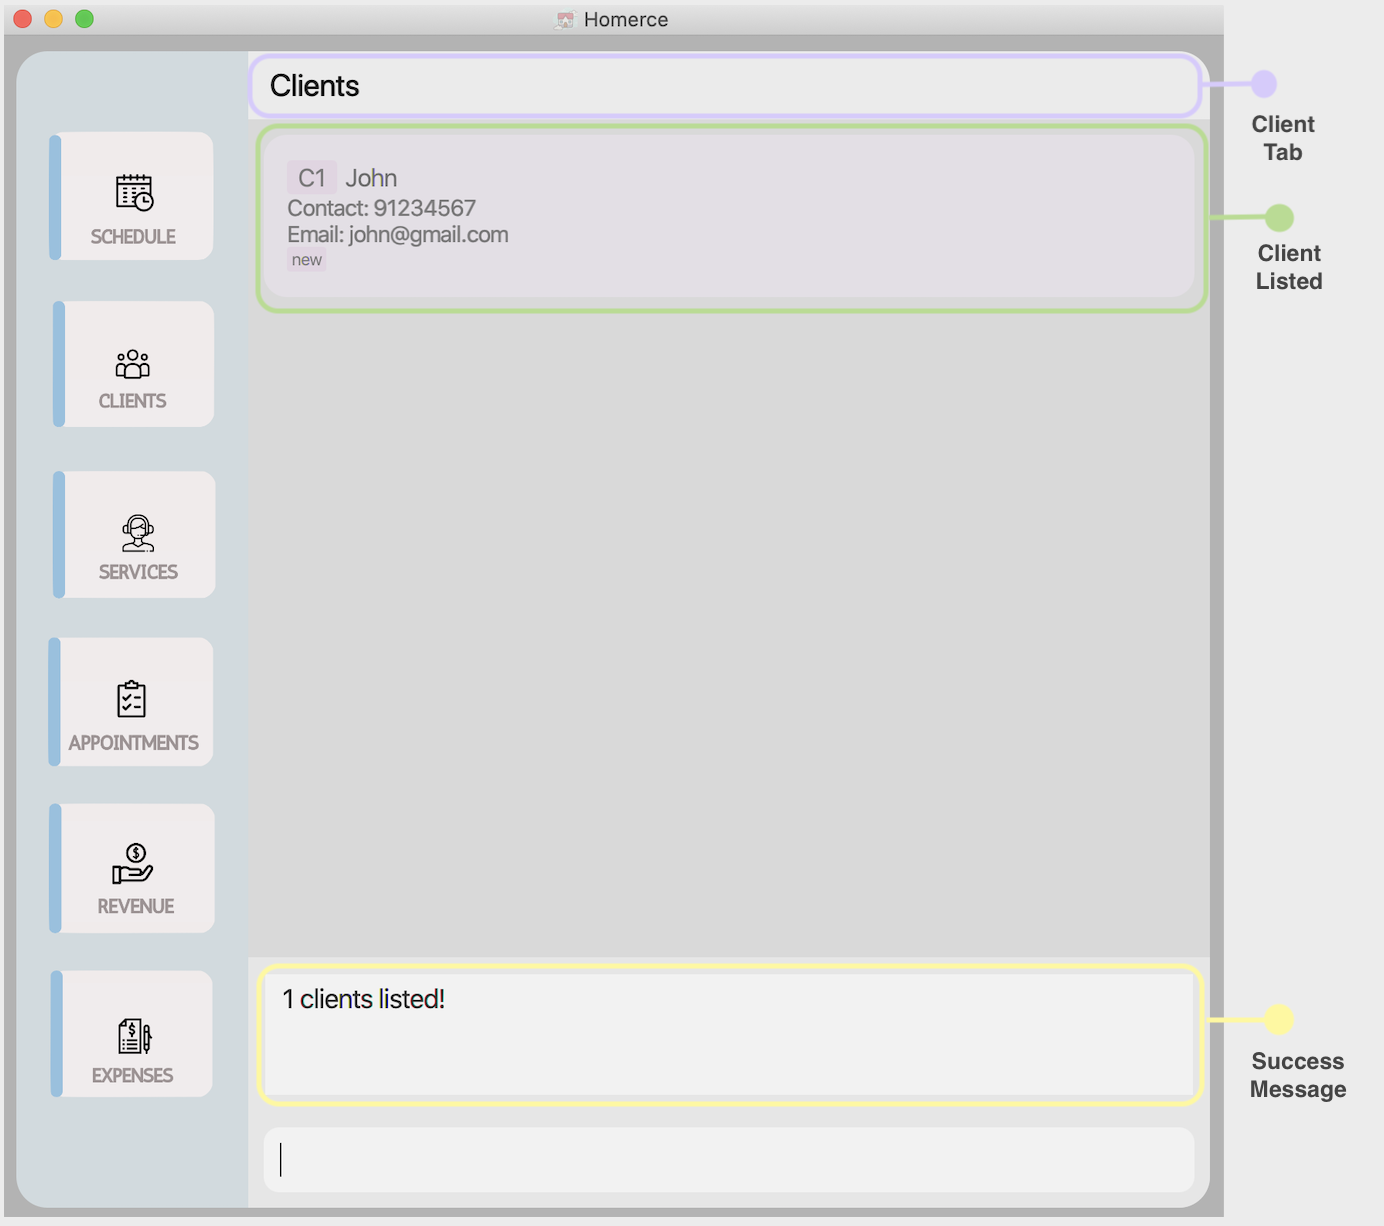 Homerce
Clients
Client
Tab
C1 John
Contact: 91234567
Email: john@gmail.com
new
Client
Listed
SCHEDULE
CLIENTS
SERVICES
APPOINTMENTS
REVENUE
EXPENSES
1 clients listed!
Success
Message